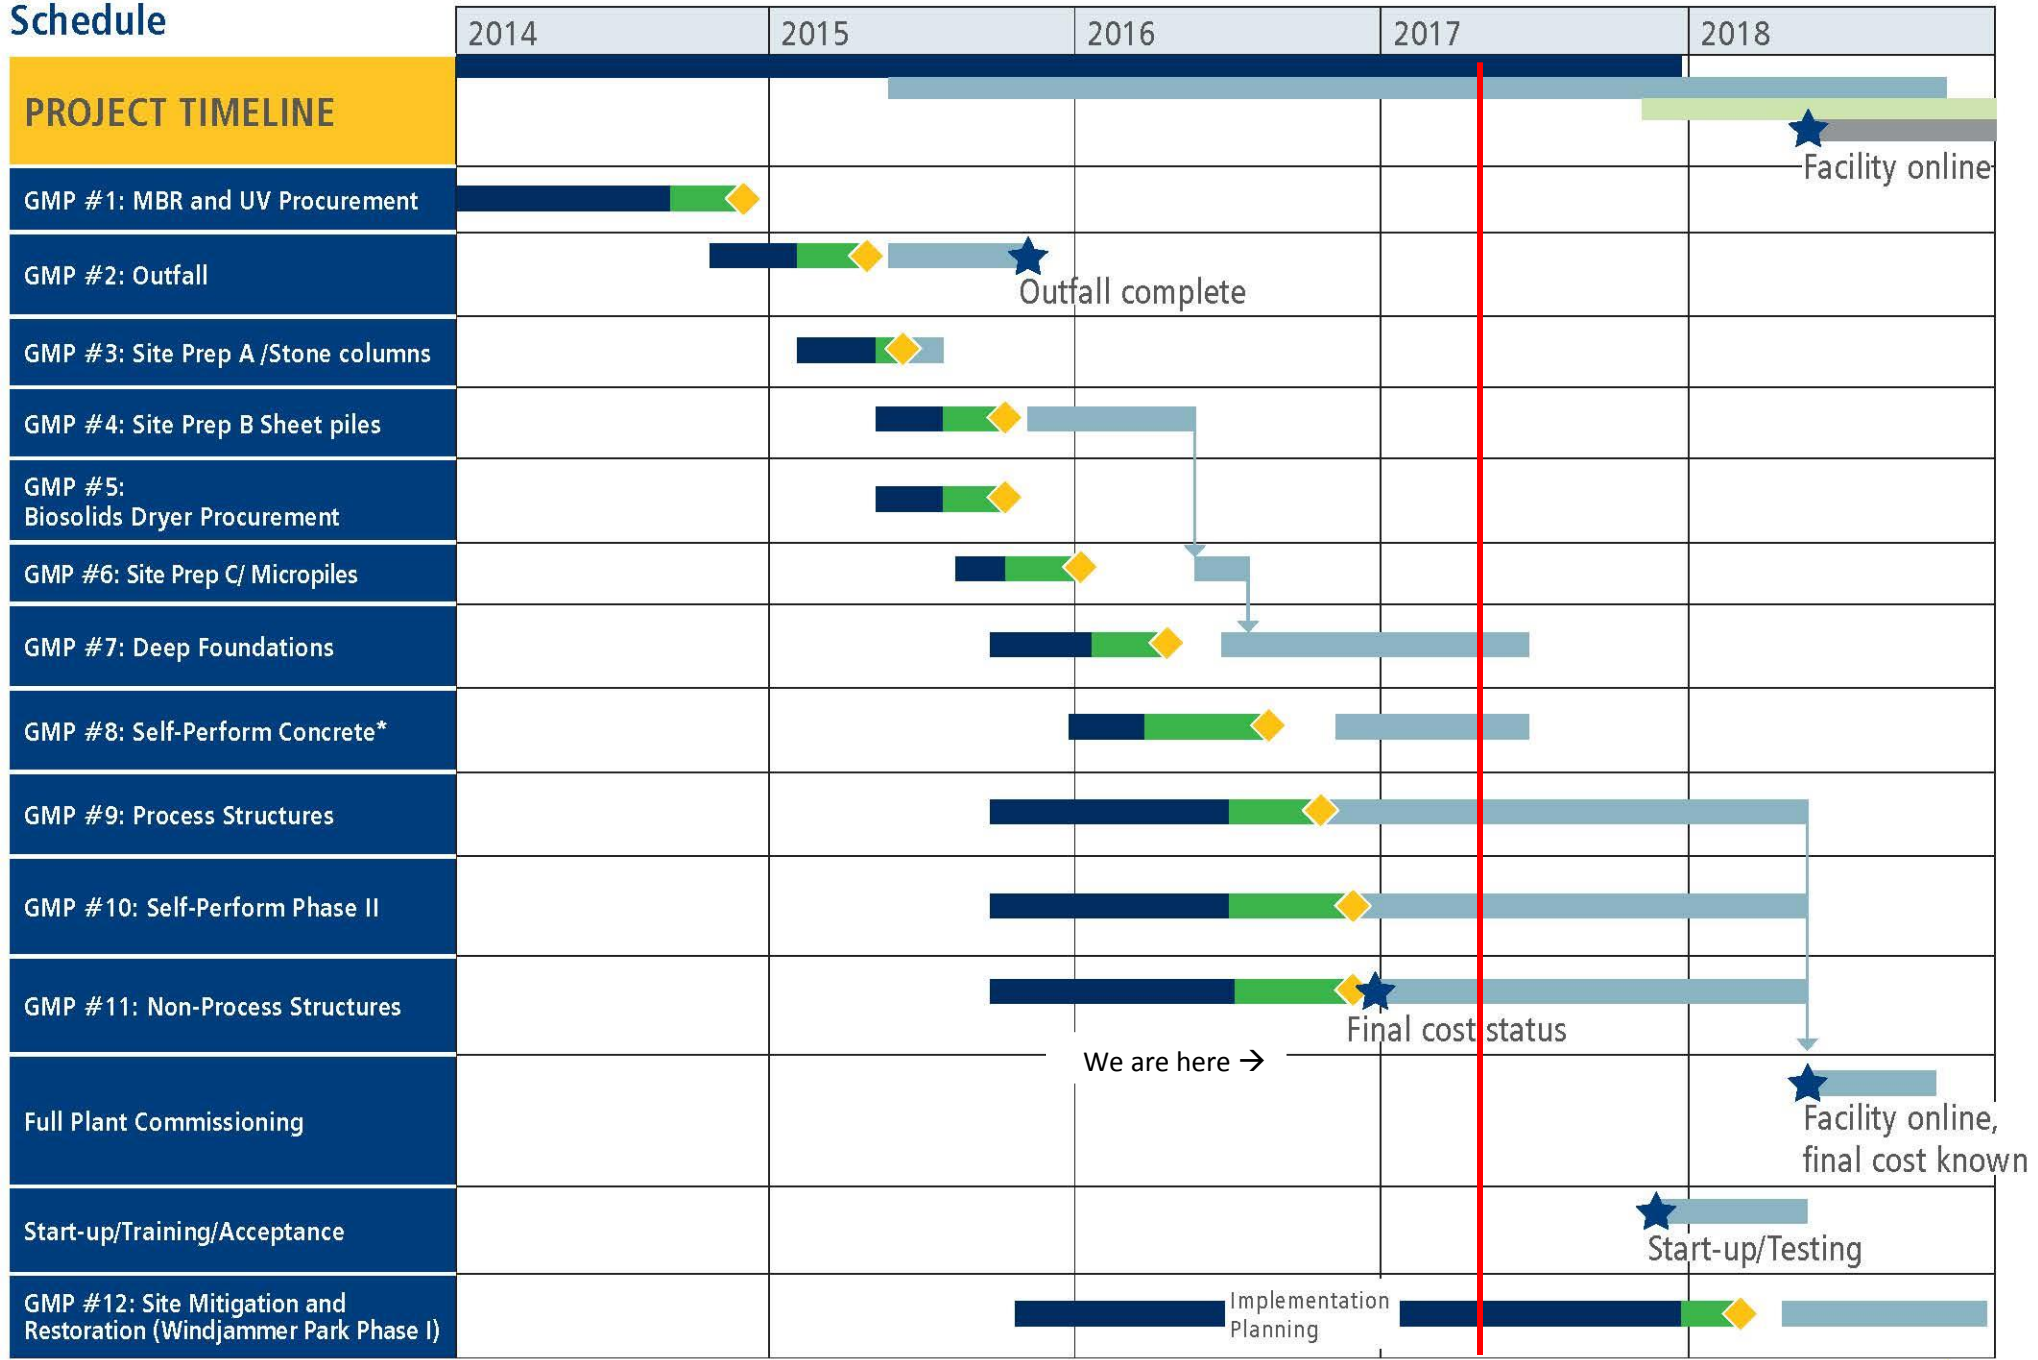 Schedule
2014
2015
2016
2017
2018
PROJECT TIMELINE
Facility online
GMP #1: MBR and UV Procurement
GMP #2: Outfall
Outfall complete
GMP #3: Site Prep A /Stone columns
GMP #4: Site Prep B Sheet piles
GMP #5:
Biosolids Dryer Procurement
GMP #6: Site Prep C/ Micropiles
GMP #7: Deep Foundations
GMP #8: Self-Perform Concrete*
GMP #9: Process Structures
GMP #10: Self-Perform Phase II
GMP #11: Non-Process Structures
Final cost status
We are here →
Full Plant Commissioning
Facility online,
final cost known
Start-up/Training/Acceptance
Start-up/Testing
GMP #12: Site Mitigation and
Restoration (Windjammer Park Phase I)
Implementation
Planning